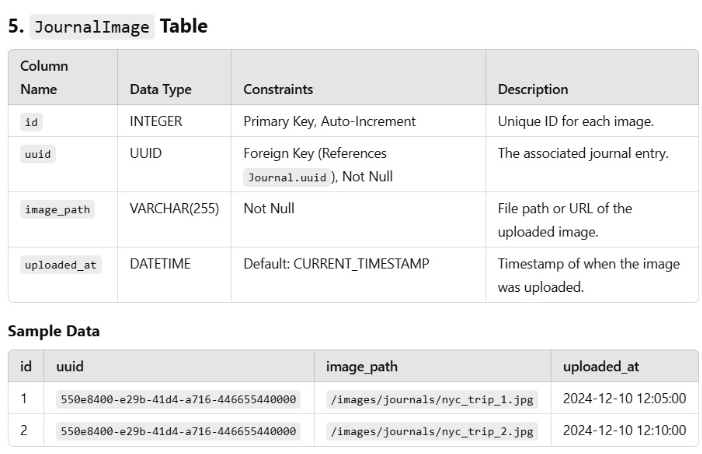 5. JournalImage Table
Column Name Data Type Constraints Description
id INTEGER Primary Key, Auto-Increment Unique ID for each image.
uuid UUID Foreign Key (References Journal.uuid), Not Null The associated journal entry.
image_path VARCHAR(255) Not Null File path or URL of the uploaded image.
uploaded_at DATETIME Default: CURRENT_TIMESTAMP Timestamp of when the image was uploaded.
Sample Data
id uuid image_path uploaded_at
1 550e8400-e29b-41d4-a716-446655440000 /images/journals/nyc_trip_1.jpg 2024-12-10 12:05:00
2 550e8400-e29b-41d4-a716-446655440000 /images/journals/nyc_trip_2.jpg 2024-12-10 12:10:00